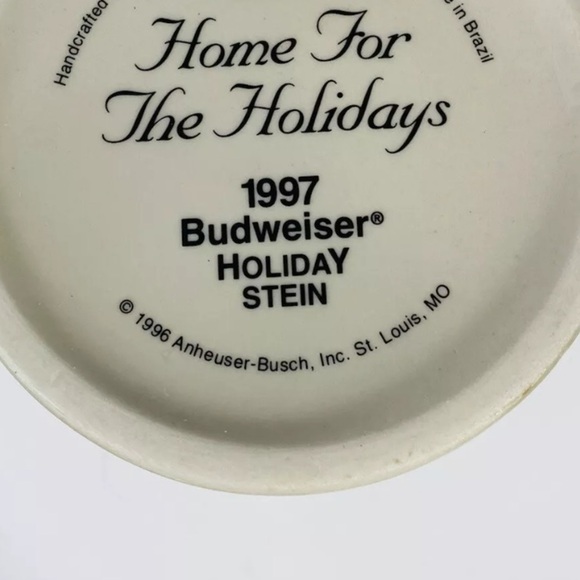 Handcrafted
in Brazil
Home For
The Holidays
1997
Budweiser®
HOLIDAY
STEIN
© 1996 Anheuser-Busch, Inc. St. Louis, MO